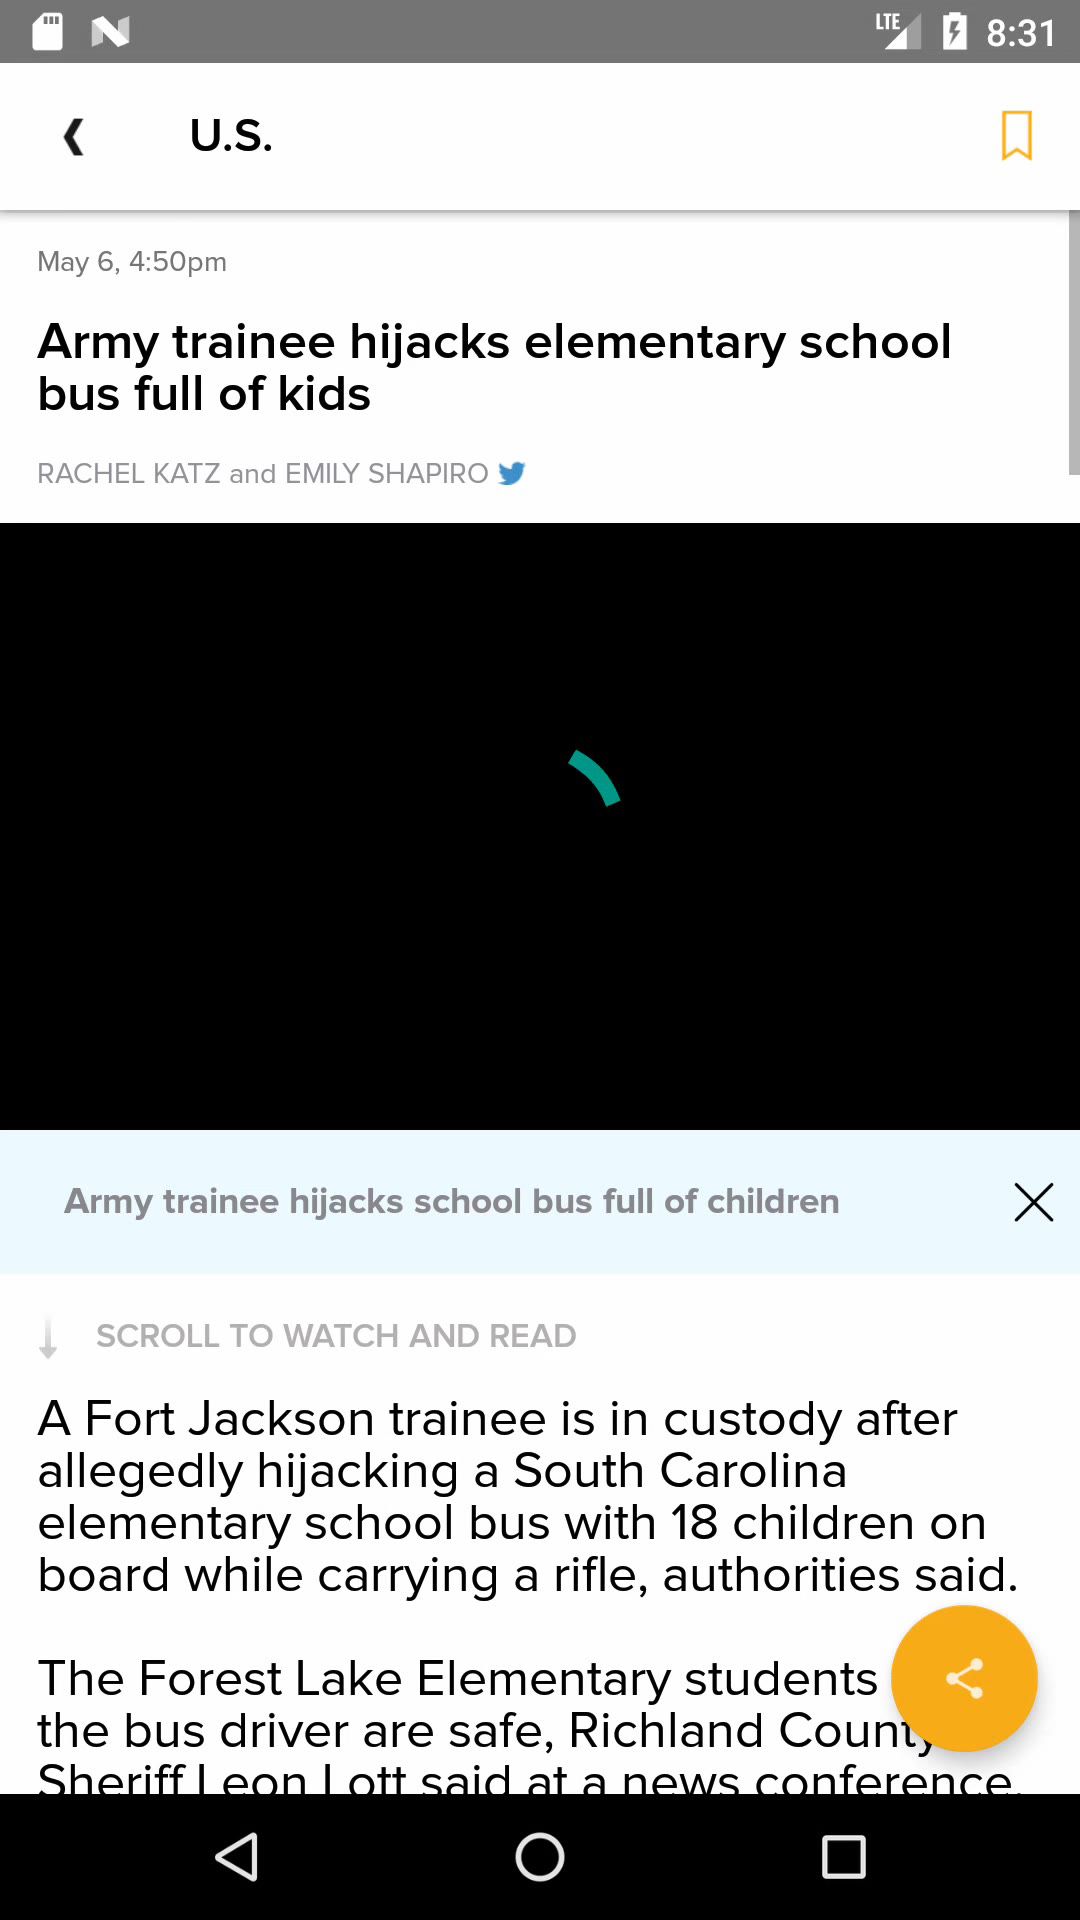 LTE 8:31
U.S.
May 6, 4:50pm
Army trainee hijacks elementary school
bus full of kids
RACHEL KATZ and EMILY SHAPIRO
Army trainee hijacks school bus full of children
SCROLL TO WATCH AND READ
A Fort Jackson trainee is in custody after
allegedly hijacking a South Carolina
elementary school bus with 18 children on
board while carrying a rifle, authorities said.
The Forest Lake Elementary students
the bus driver are safe, Richland County
Sheriff Leon Lott said at a news conference.